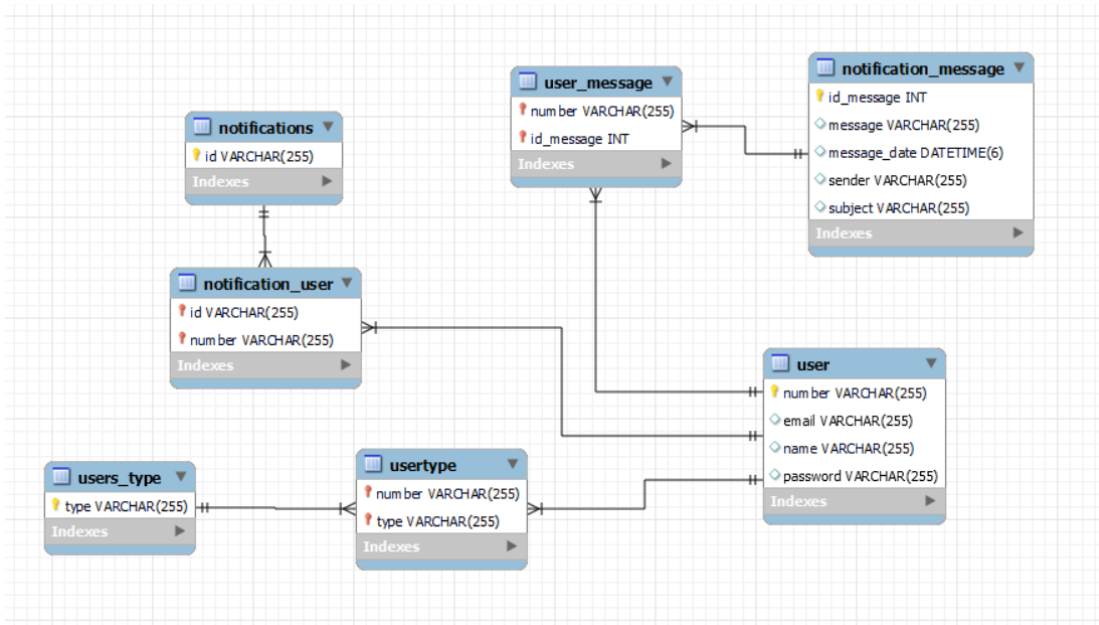 notifications
id VARCHAR(255)
Indexes
user_message
number VARCHAR(255)
id_message INT
Indexes
notification_message
id_message INT
message VARCHAR(255)
message_date DATETIME(6)
sender VARCHAR(255)
subject VARCHAR(255)
Indexes
notification_user
id VARCHAR(255)
number VARCHAR(255)
Indexes
user
number VARCHAR(255)
email VARCHAR(255)
name VARCHAR(255)
password VARCHAR(255)
Indexes
users_type
type VARCHAR(255)
Indexes
usertype
number VARCHAR(255)
type VARCHAR(255)
Indexes